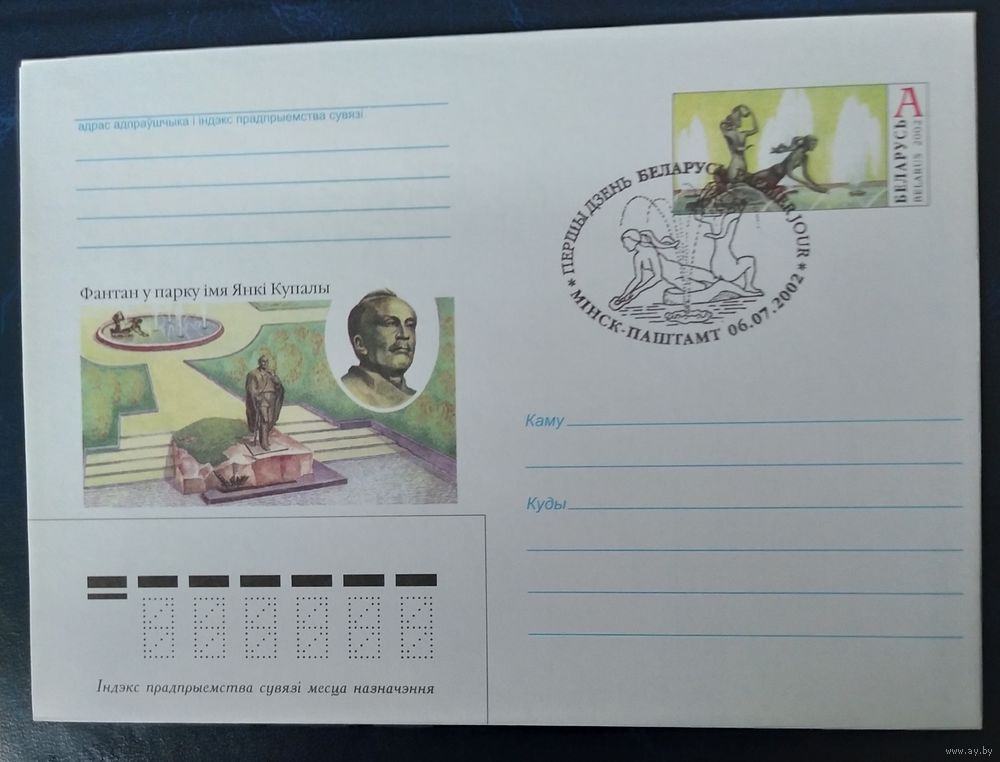 адрас адпраўшчыка і індэкс прадпрыемства сувязі
А
БЕЛАРУСЬ
BELARUS 2002
* ПЕРШЫ ДЗЕНЬ БЕЛАРУСЬ JOUR *
МІНСК-ПАШТАМТ 06.07.2002
Фантан у парку імя Янкі Купалы
Каму
Куды
Індэкс прадпрыемства сувязі месца назначэння
www.ay.by